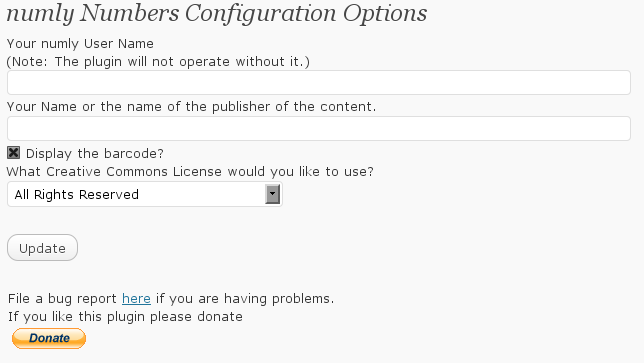 numly Numbers Configuration Options
Your numly User Name
(Note: The plugin will not operate without it.)
Your Name or the name of the publisher of the content.
Display the barcode?
What Creative Commons License would you like to use?
All Rights Reserved
Update
File a bug report here if you are having problems.
If you like this plugin please donate
Donate